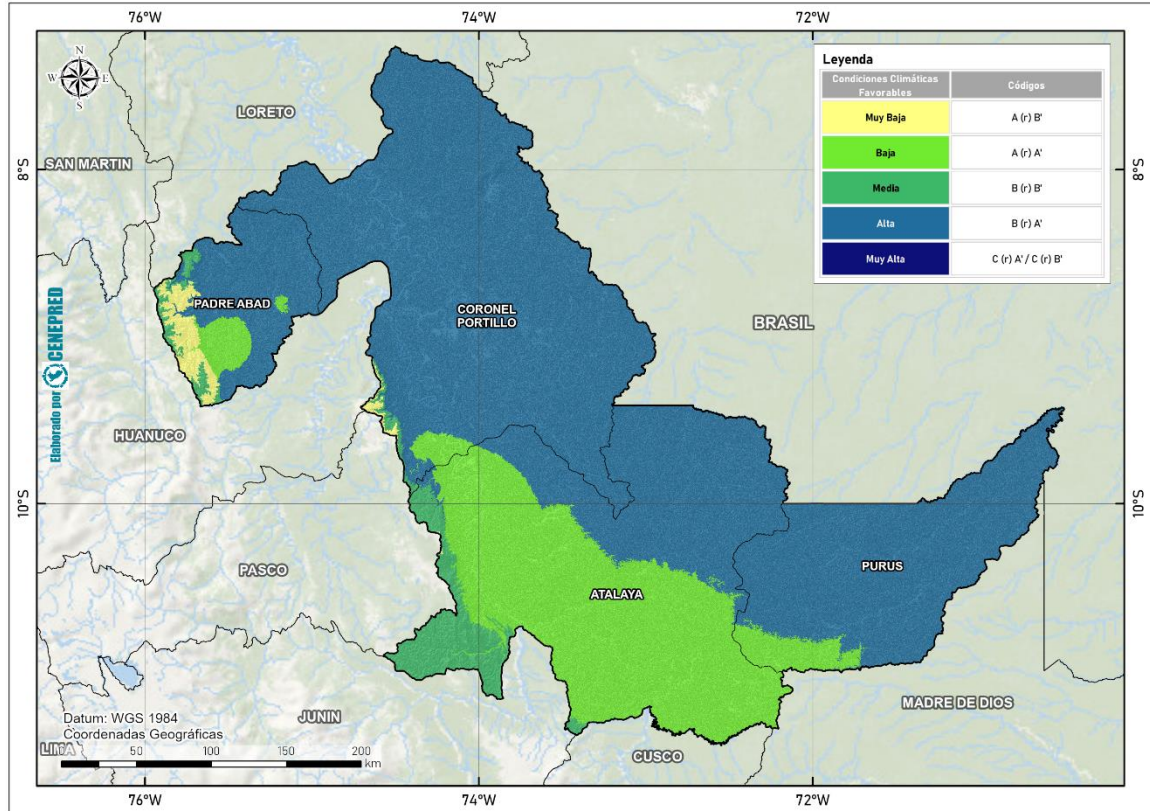 76°W
74°W
72°W
N
W E
S
LORETO
SAN MARTIN
8°S
8°S
Leyenda
Condiciones Climáticas Favorables
Códigos
Muy Baja
A (r) B'
Baja
A (r) A'
Media
B (r) B'
Alta
B (r) A'
Muy Alta
C (r) A' / C (r) B'
PADRE ABAD
CORONEL
PORTILLO
BRASIL
Elaborado por CENEPRED
HUANUCO
10°S
10°S
PASCO
ATALAYA
PURUS
MADRE DE DIOS
JUNIN
CUSCO
Datum: WGS 1984
Coordenadas Geográficas
LIMA
50 100 150 200
km
76°W
74°W
72°W